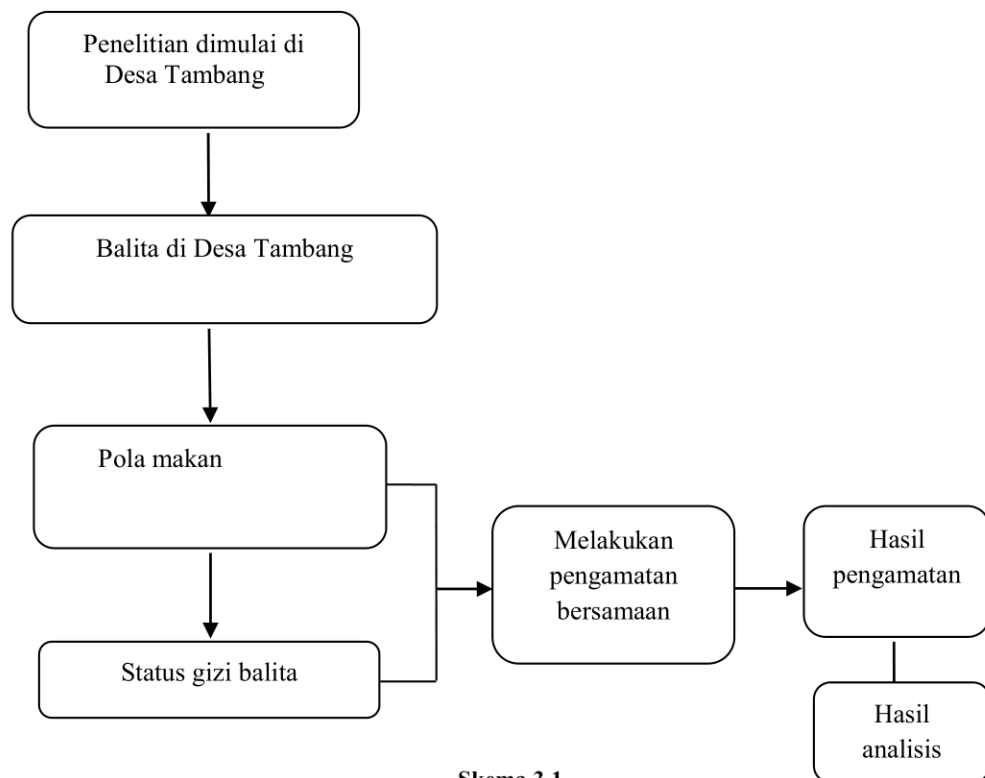 Penelitian dimulai di
Desa Tambang
Balita di Desa Tambang
Pola makan
Status gizi balita
Melakukan
pengamatan
bersamaan
Hasil
pengamatan
Hasil
analisis
Skema 3.1